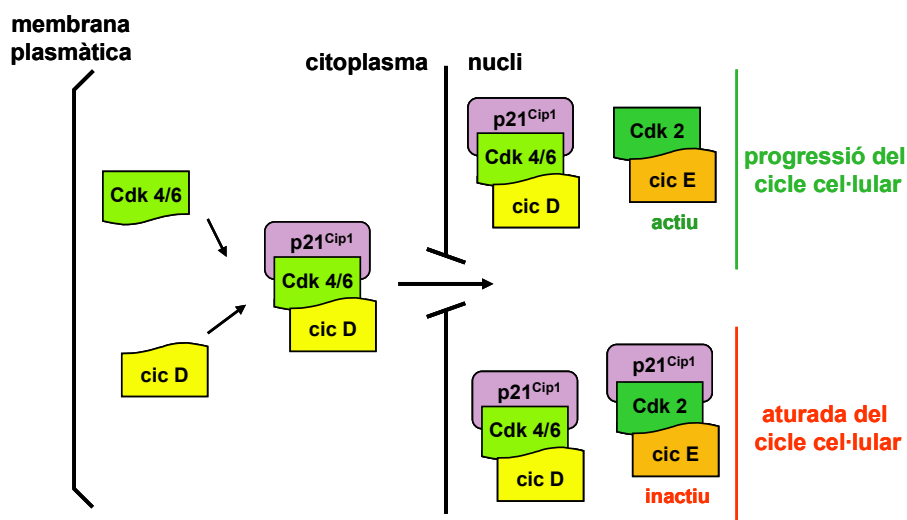 membrana
plasmàtica
citoplasma
nucli
Cdk 4/6
cic D
p21Cip1
Cdk 4/6
cic D
p21Cip1
Cdk 4/6
cic D
Cdk 2
cic E
actiu
progressió del
cicle cel·lular
p21Cip1
Cdk 4/6
cic D
p21Cip1
Cdk 2
cic E
inactiu
aturada del
cicle cel·lular